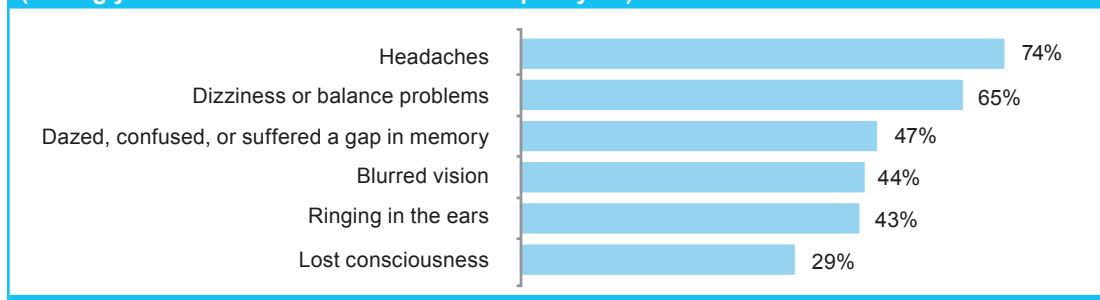 Headaches 74%
Dizziness or balance problems 65%
Dazed, confused, or suffered a gap in memory 47%
Blurred vision 44%
Ringing in the ears 43%
Lost consciousness 29%